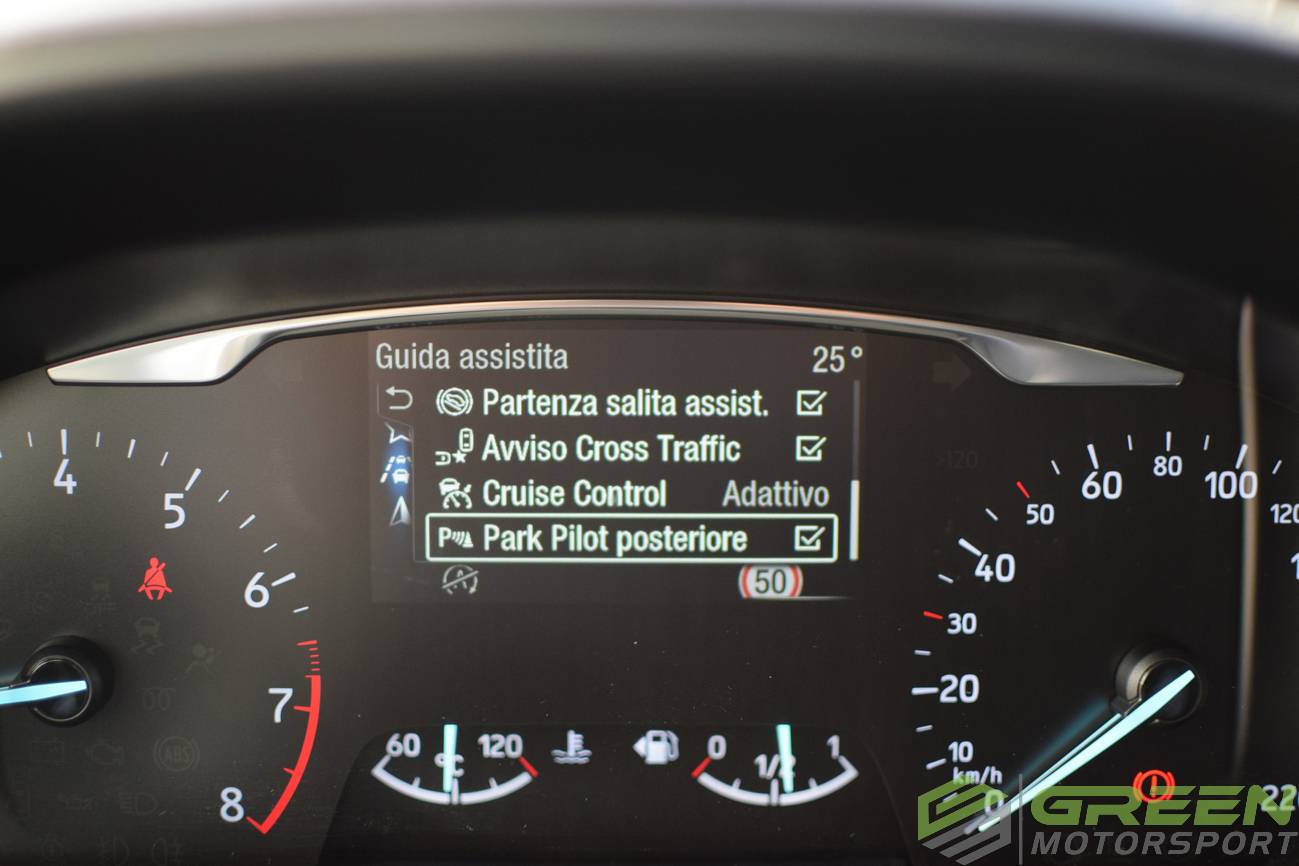 Guida assistita 25°
Partenza salita assist.
Avviso Cross Traffic
Cruise Control Adattivo
P Park Pilot posteriore
50
4
5
6
7
8
60 120
°C
0 1/2 1
10
20
30
40
50
60
80
100
120
km/h
0
220
ABS
GREEN
MOTORSPORT